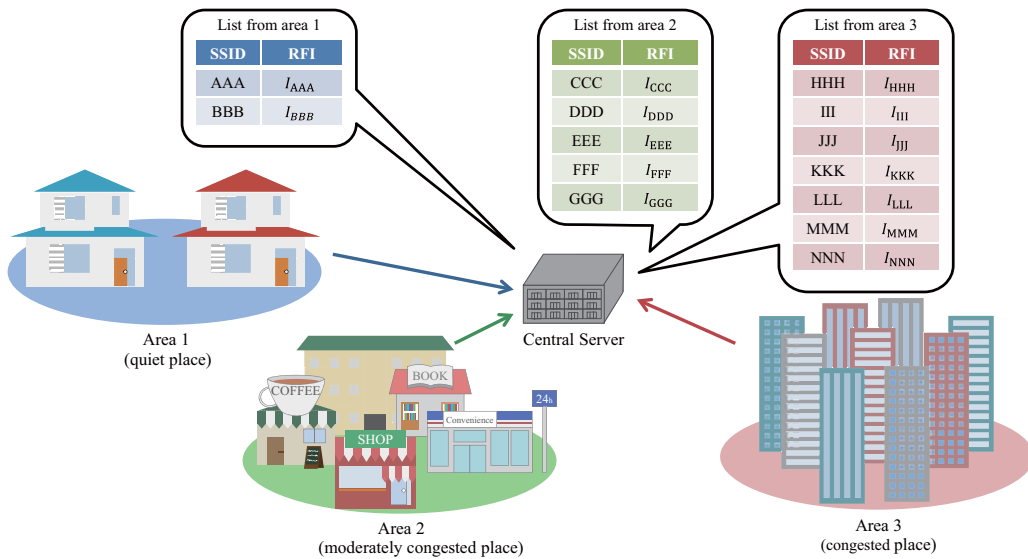 List from area 1
SSID RFI
AAA I_AAA
BBB I_BBB
List from area 2
SSID RFI
CCC I_CCC
DDD I_DDD
EEE I_EEE
FFF I_FFF
GGG I_GGG
List from area 3
SSID RFI
HHH I_HHH
III I_III
JJJ I_JJJ
KKK I_KKK
LLL I_LLL
MMM I_MMM
NNN I_NNN
Area 1
(quiet place)
Central Server
COFFEE
BOOK
24h
Convenience
SHOP
Area 2
(moderately congested place)
Area 3
(congested place)